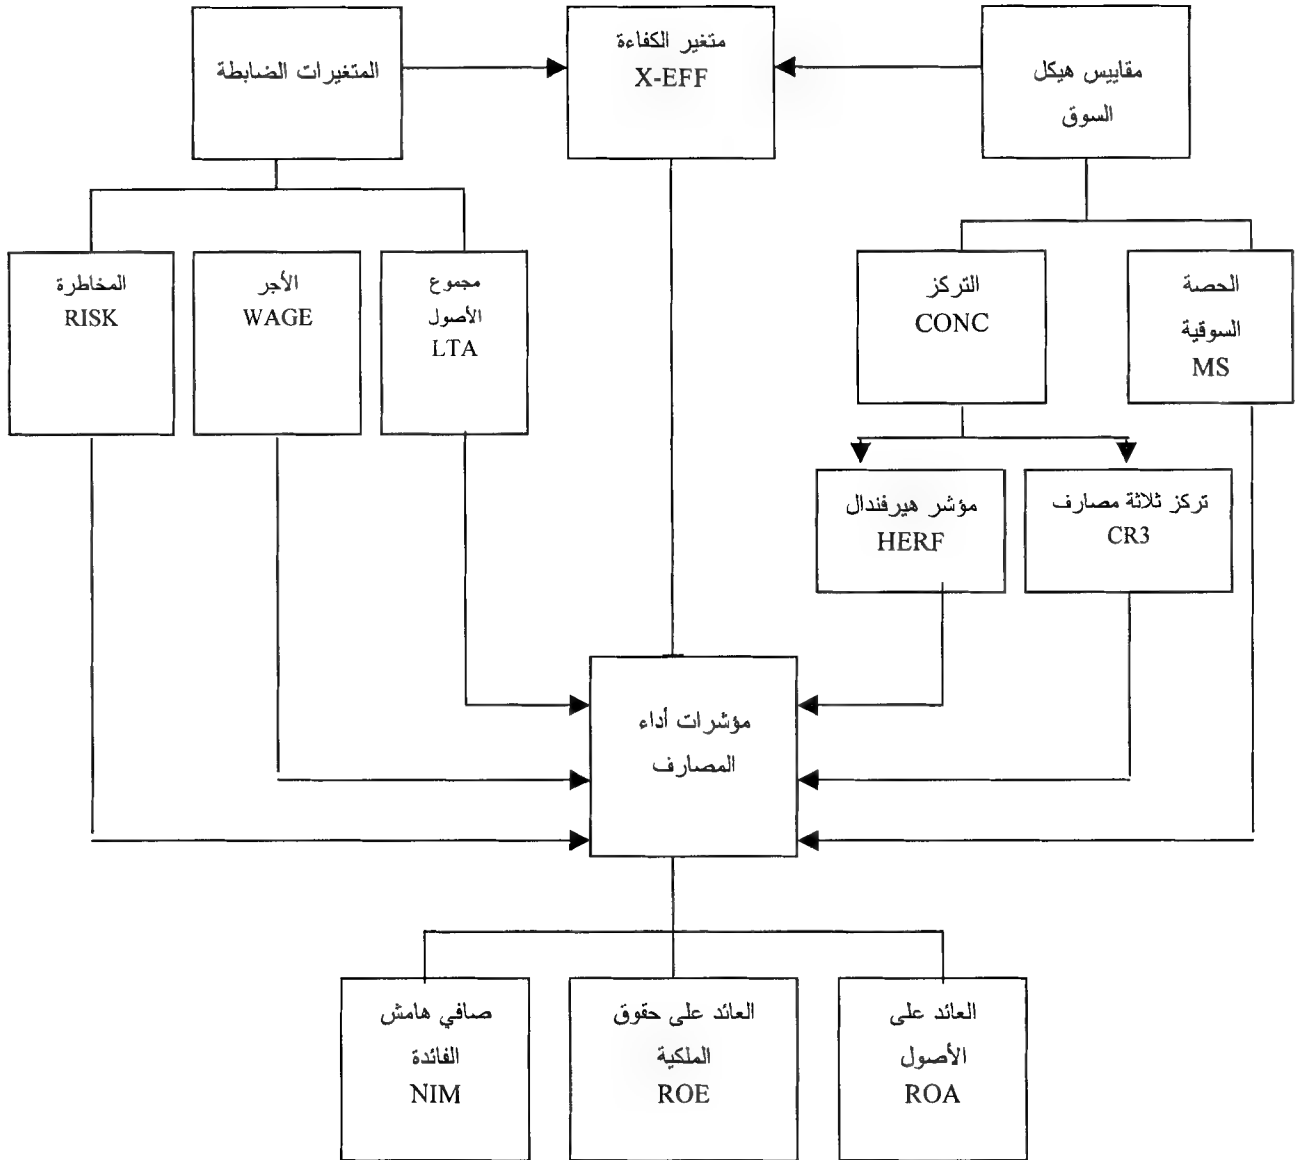 مقاييس هيكل
السوق
متغير الكفاءة
X-EFF
المتغيرات الضابطة
الحصة
السوقية
MS
التركز
CONC
مجموع
الأصول
LTA
الأجر
WAGE
المخاطرة
RISK
تركز ثلاثة مصارف
CR3
مؤشر هيرفندال
HERF
مؤشرات أداء
المصارف
العائد على
الأصول
ROA
العائد على حقوق
الملكية
ROE
صافي هامش
الفائدة
NIM